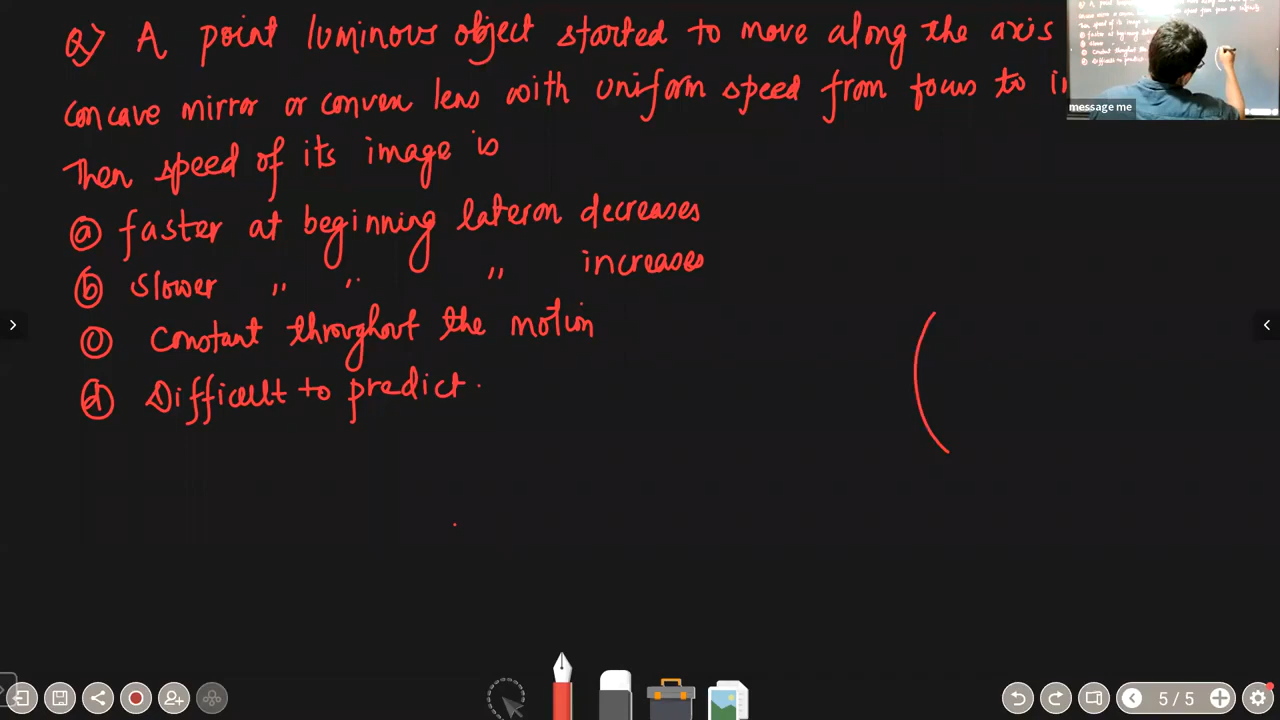 Q) A point luminous object started to move along the axis
concave mirror or convex lens with uniform speed from focus to
Then speed of its image is
(a) faster at beginning lateron decreases
(b) slower " " " increases
(c) Constant throughout the motion
(d) Difficult to predict.
message me
5/5